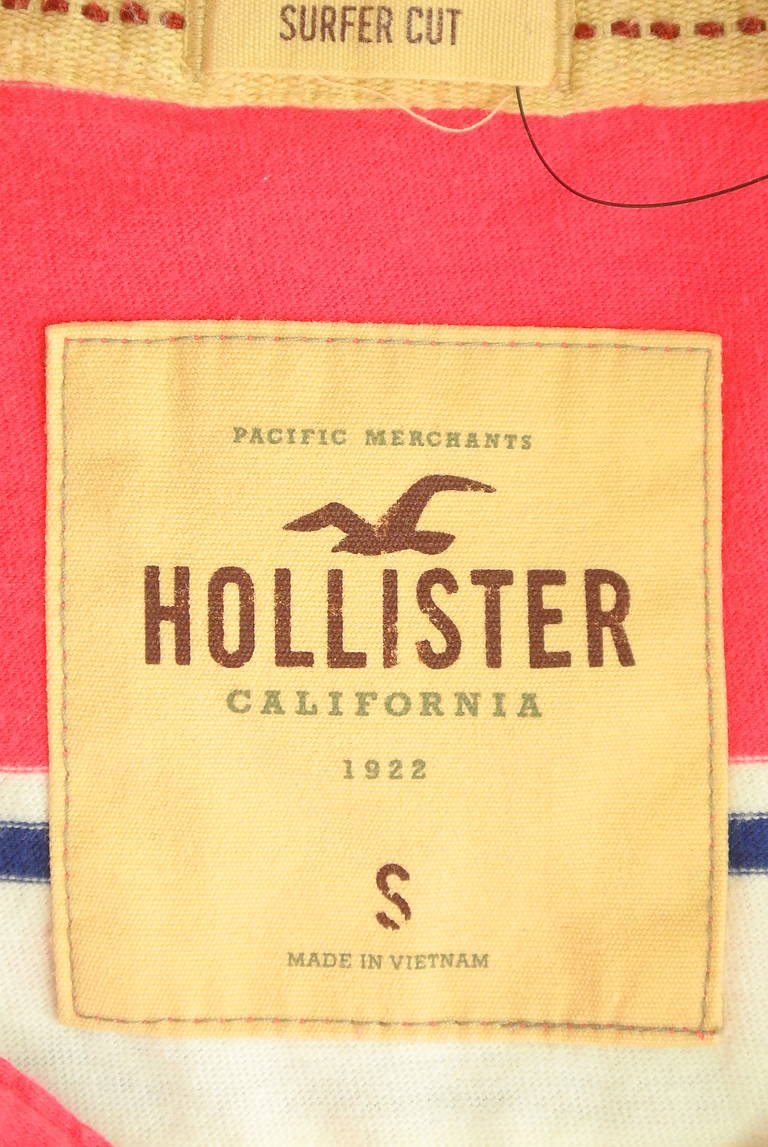 SURFER CUT
PACIFIC MERCHANTS
HOLLISTER
CALIFORNIA
1922
S
MADE IN VIETNAM